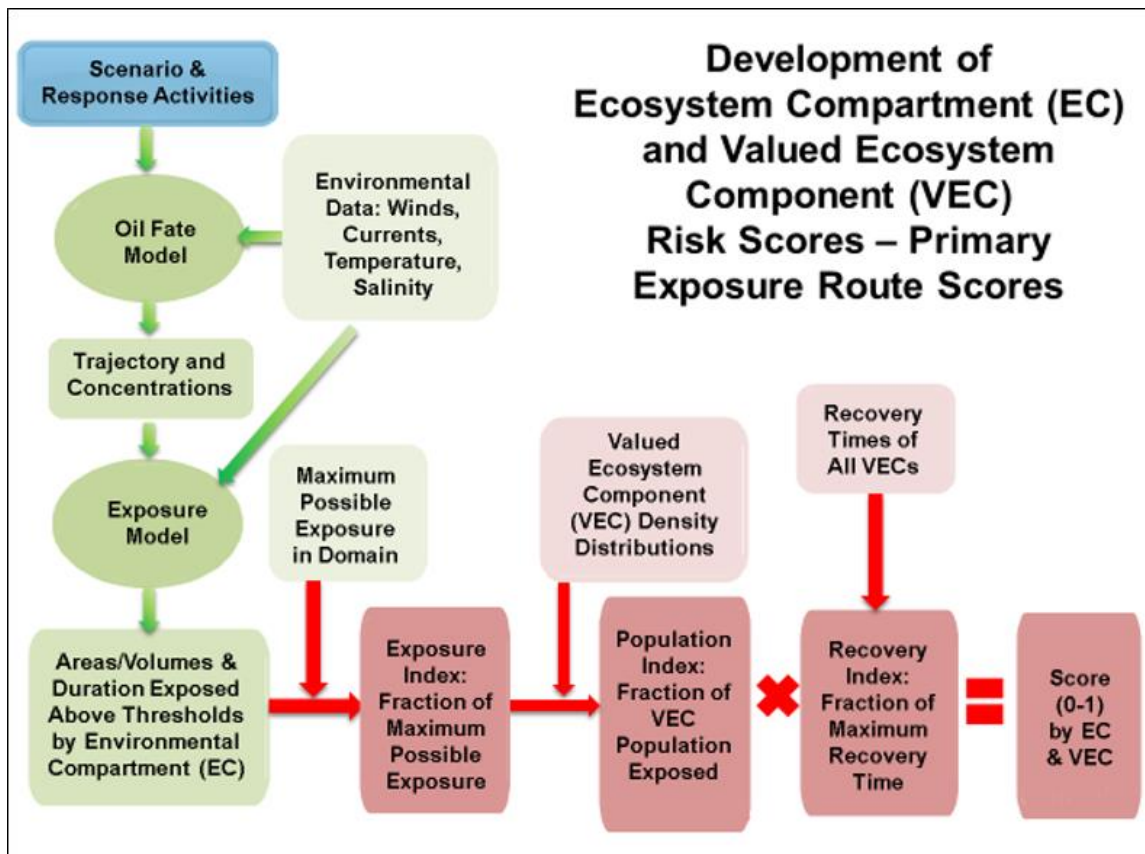 Development of
Ecosystem Compartment (EC)
and Valued Ecosystem
Component (VEC)
Risk Scores – Primary
Exposure Route Scores
Scenario &
Response Activities
Oil Fate
Model
Environmental
Data: Winds,
Currents,
Temperature,
Salinity
Trajectory and
Concentrations
Exposure
Model
Maximum
Possible
Exposure
in Domain
Valued
Ecosystem
Component
(VEC) Density
Distributions
Recovery
Times of
All VECs
Areas/Volumes &
Duration Exposed
Above Thresholds
by Environmental
Compartment (EC)
Exposure
Index:
Fraction of
Maximum
Possible
Exposure
Population
Index:
Fraction of
VEC
Population
Exposed
Recovery
Index:
Fraction of
Maximum
Recovery
Time
Score
(0-1)
by EC
& VEC